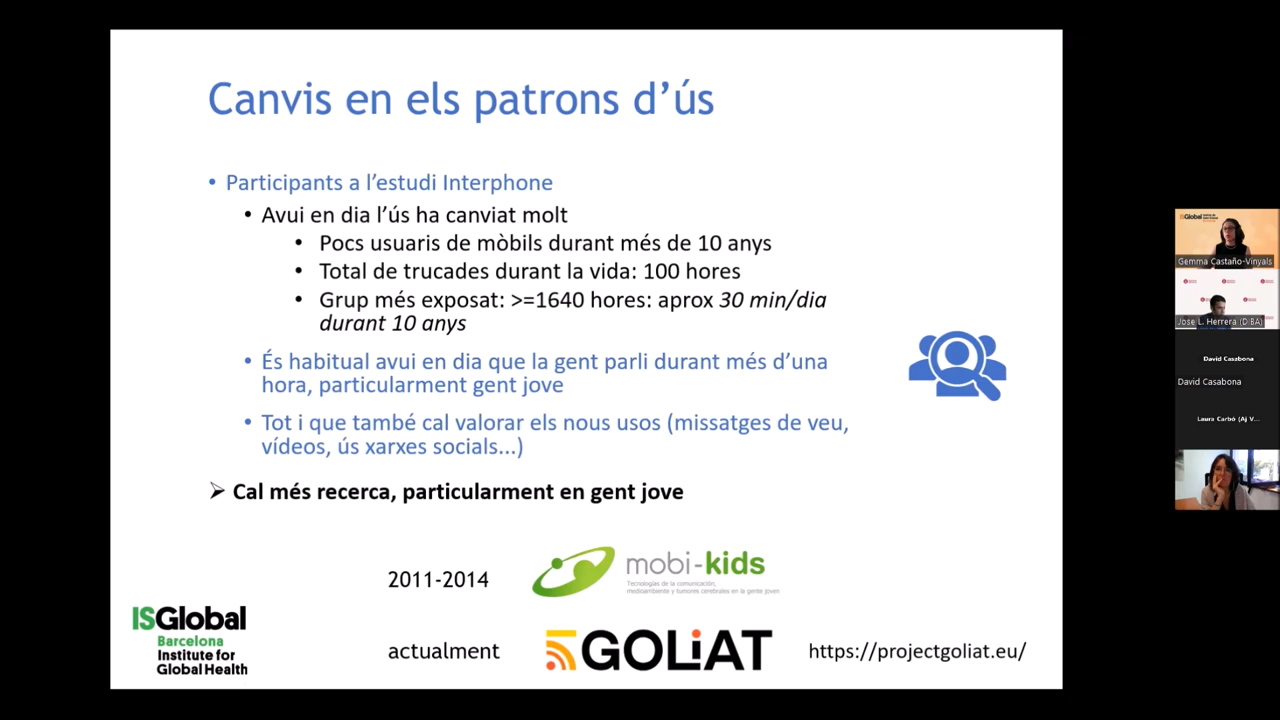 Canvis en els patrons d’ús
• Participants a l’estudi Interphone
• Avui en dia l’ús ha canviat molt
• Pocs usuaris de mòbils durant més de 10 anys
• Total de trucades durant la vida: 100 hores
• Grup més exposat: >=1640 hores: aprox 30 min/dia
durant 10 anys
• És habitual avui en dia que la gent parli durant més d’una
hora, particularment gent jove
• Tot i que també cal valorar els nous usos (missatges de veu,
vídeos, ús xarxes socials...)
➢ Cal més recerca, particularment en gent jove
2011-2014
mobi-kids
Tecnologías de la comunicación,
medioambiente y tumores cerebrales en la gente joven
ISGlobal
Barcelona
Institute for
Global Health
actualment
GOLiAT
https://projectgoliat.eu/
ISGlobal
Gemma Castaño-Vinyals
Jose L. Herrera (DIBA)
David Casabona
David Casabona
Laura Carbó (Aj V...